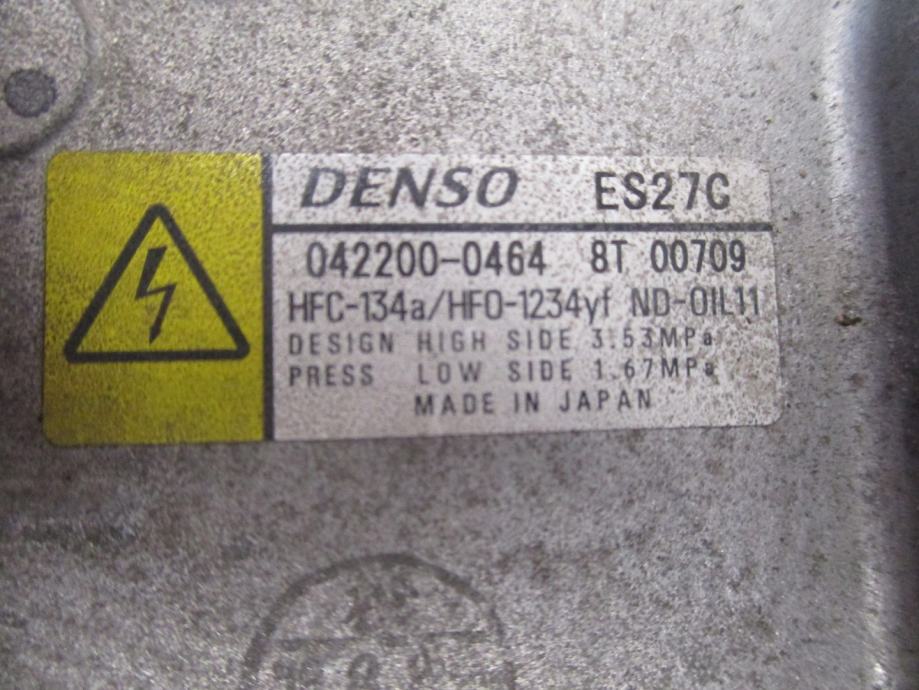 DENSO ES27C
042200-0464 8T 00709
HFC-134a/HFO-1234yf ND-OIL11
DESIGN HIGH SIDE 3.53MPa
PRESS LOW SIDE 1.67MPa
MADE IN JAPAN